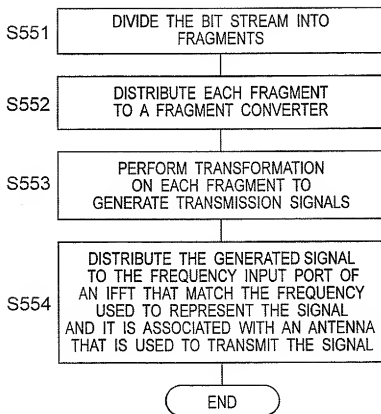 S551
DIVIDE THE BIT STREAM INTO
FRAGMENTS
S552
DISTRIBUTE EACH FRAGMENT
TO A FRAGMENT CONVERTER
S553
PERFORM TRANSFORMATION
ON EACH FRAGMENT TO
GENERATE TRANSMISSION SIGNALS
S554
DISTRIBUTE THE GENERATED SIGNAL
TO THE FREQUENCY INPUT PORT OF
AN IFFT THAT MATCH THE FREQUENCY
USED TO REPRESENT THE SIGNAL
AND IT IS ASSOCIATED WITH AN ANTENNA
THAT IS USED TO TRANSMIT THE SIGNAL
END